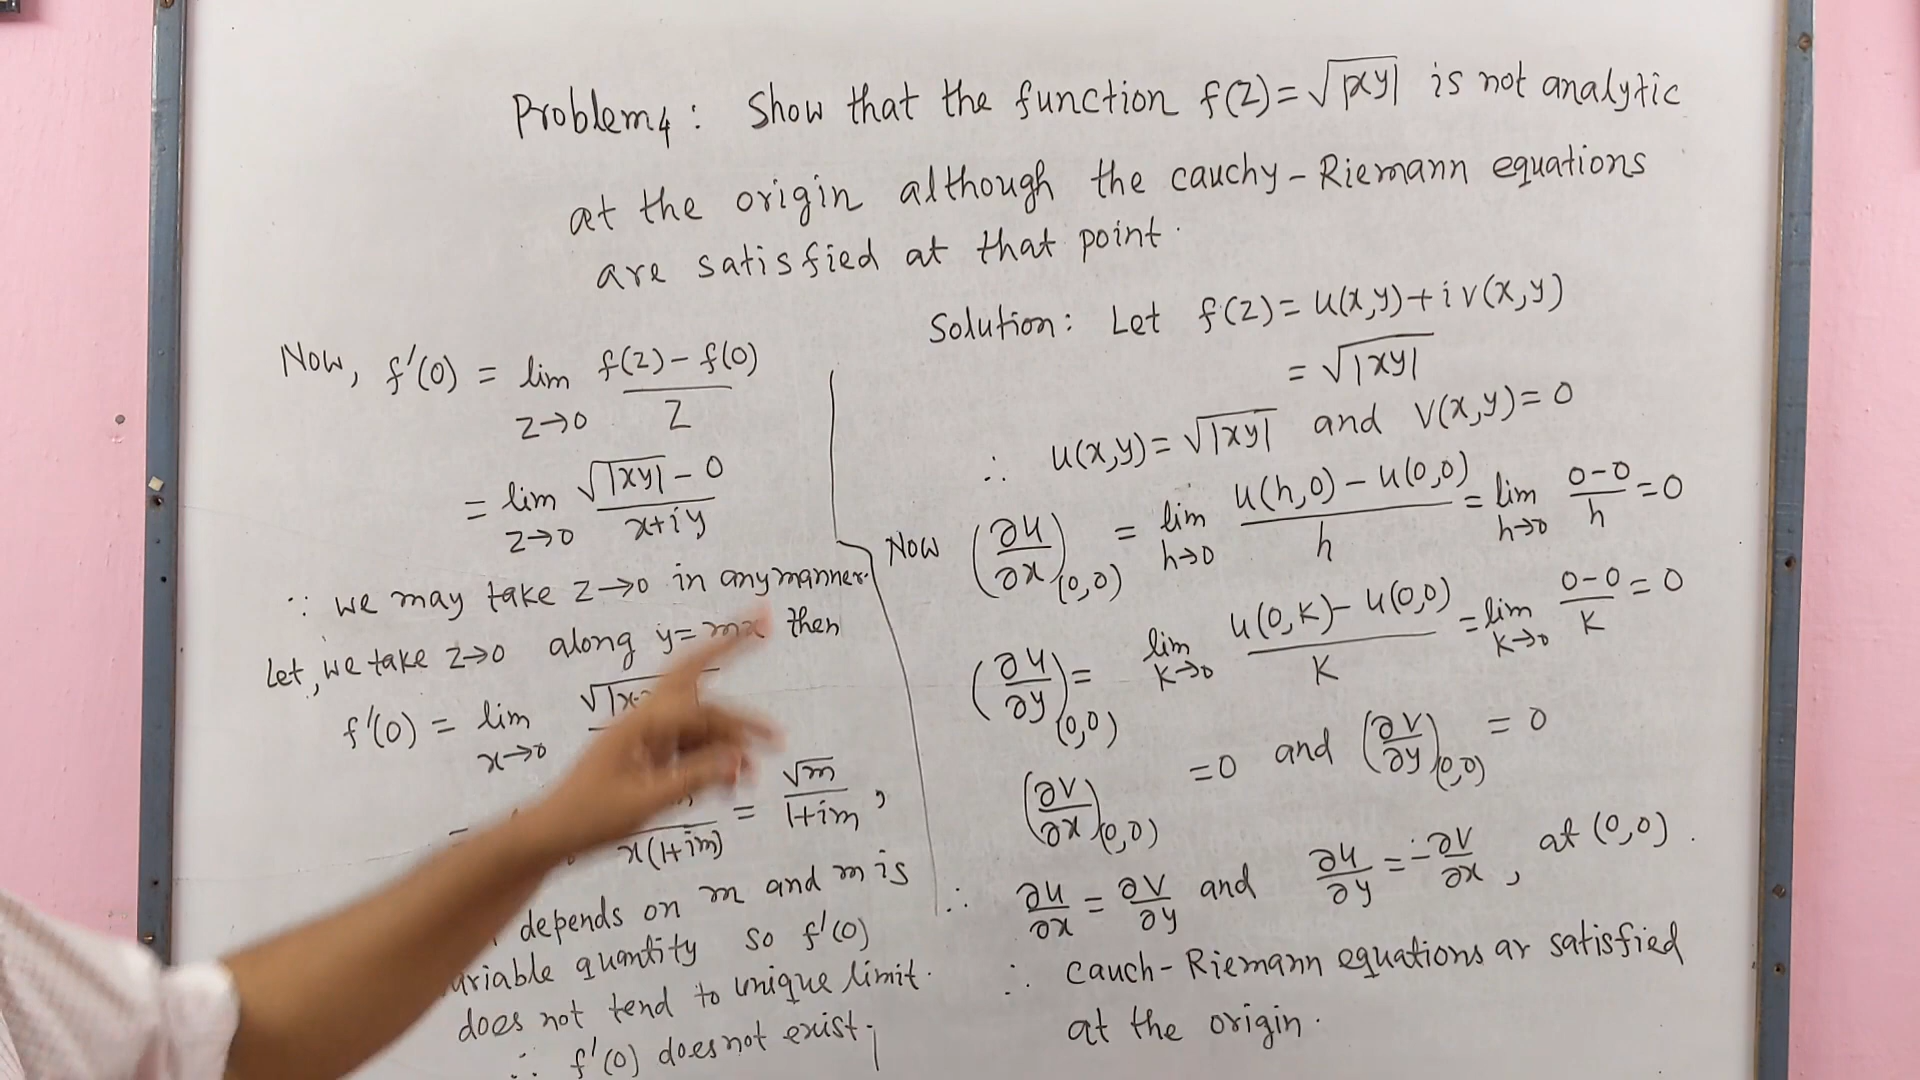 Problem 4: Show that the function f(z) = √|xy| is not analytic
at the origin although the cauchy-Riemann equations
are satisfied at that point.
Solution: Let f(z) = u(x,y) + i v(x,y)
= √|xy|
∴ u(x,y) = √|xy| and v(x,y) = 0
Now (∂u/∂x)(0,0) = lim h→0 (u(h,0) - u(0,0))/h = lim h→0 (0-0)/h = 0
(∂u/∂y)(0,0) = lim k→0 (u(0,k) - u(0,0))/k = lim k→0 (0-0)/k = 0
(∂v/∂x)(0,0) = 0 and (∂v/∂y)(0,0) = 0
∴ ∂u/∂x = ∂v/∂y and ∂u/∂y = -∂v/∂x, at (0,0).
∴ Cauch-Riemann equations ar satisfied
at the origin.
Now, f'(0) = lim z→0 (f(z) - f(0))/z
= lim z→0 (√|xy| - 0)/(x+iy)
∵ we may take z→0 in any manner.
Let, we take z→0 along y = mx then
f'(0) = lim x→0
= x(1+im) = √m/(1+im),
depends on m and m is
quantity so f'(0)
does not tend to unique limit.
∴ f'(0) does not exist.